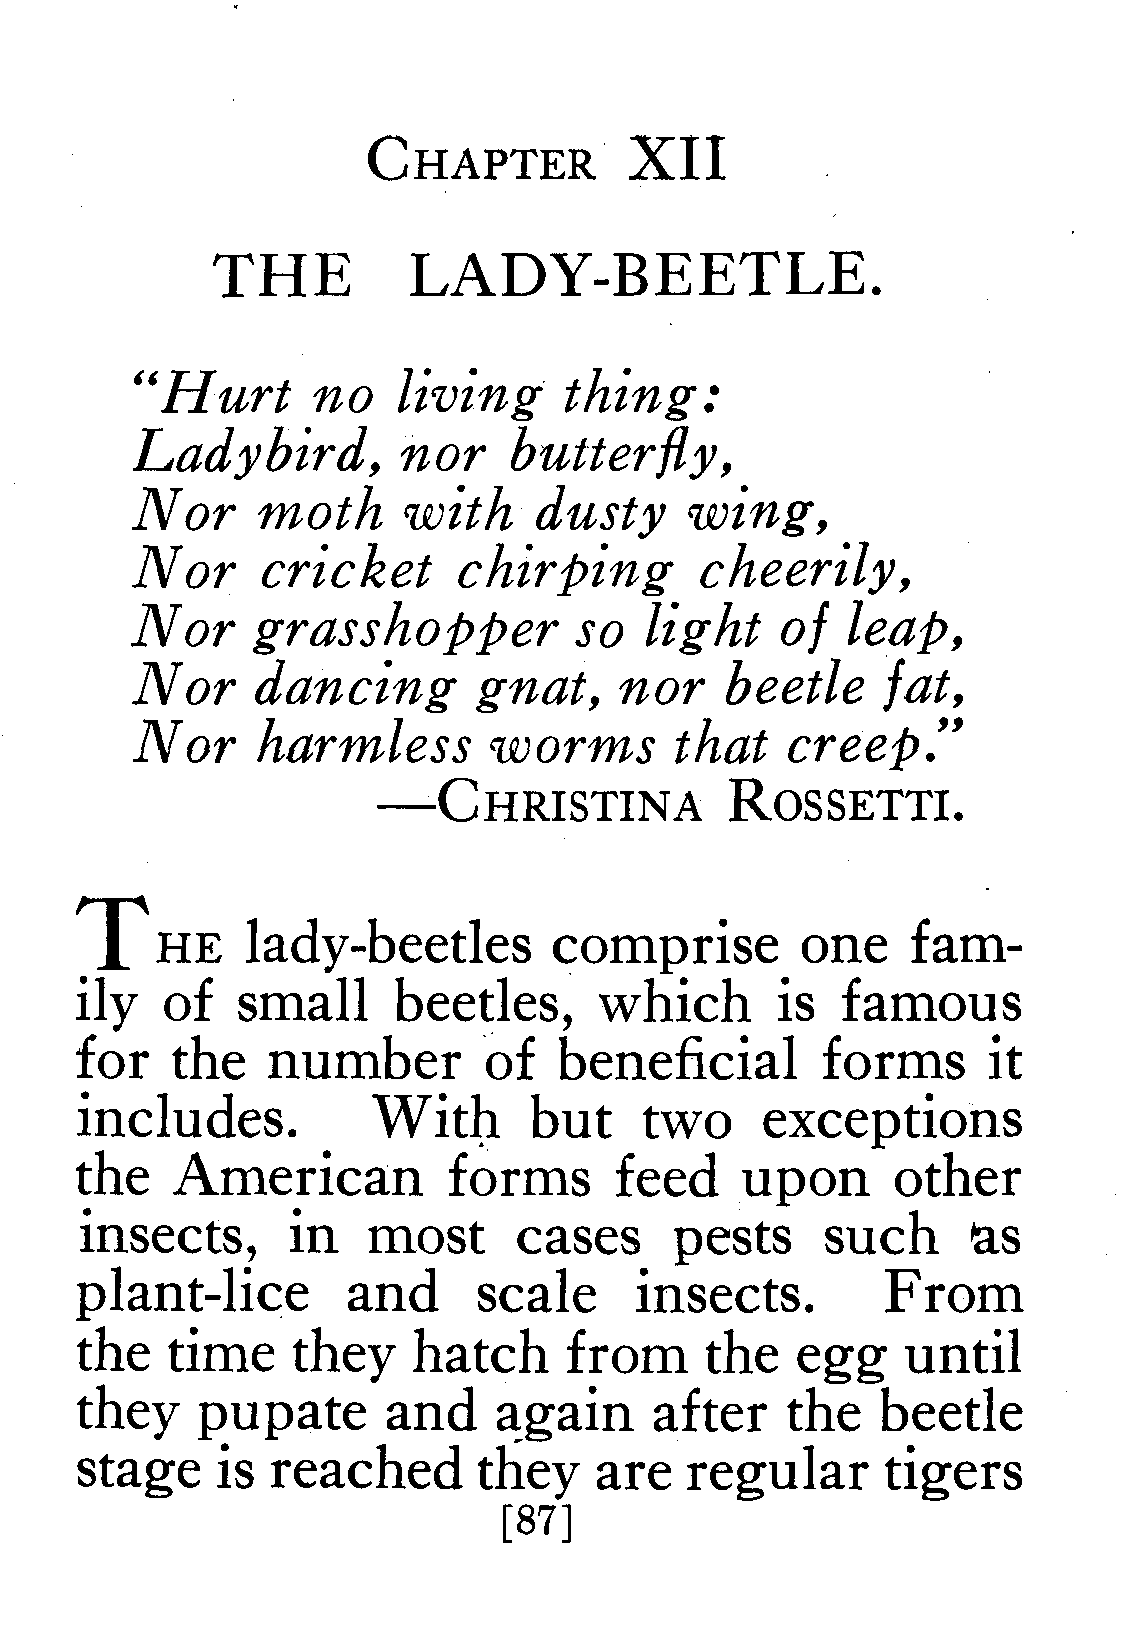 CHAPTER XII
THE LADY-BEETLE.
“Hurt no living thing:
Ladybird, nor butterfly,
Nor moth with dusty wing,
Nor cricket chirping cheerily,
Nor grasshopper so light of leap,
Nor dancing gnat, nor beetle fat,
Nor harmless worms that creep.”
—CHRISTINA ROSSETTI.
THE lady-beetles comprise one fam-
ily of small beetles, which is famous
for the number of beneficial forms it
includes. With but two exceptions
the American forms feed upon other
insects, in most cases pests such as
plant-lice and scale insects. From
the time they hatch from the egg until
they pupate and again after the beetle
stage is reached they are regular tigers
[87]